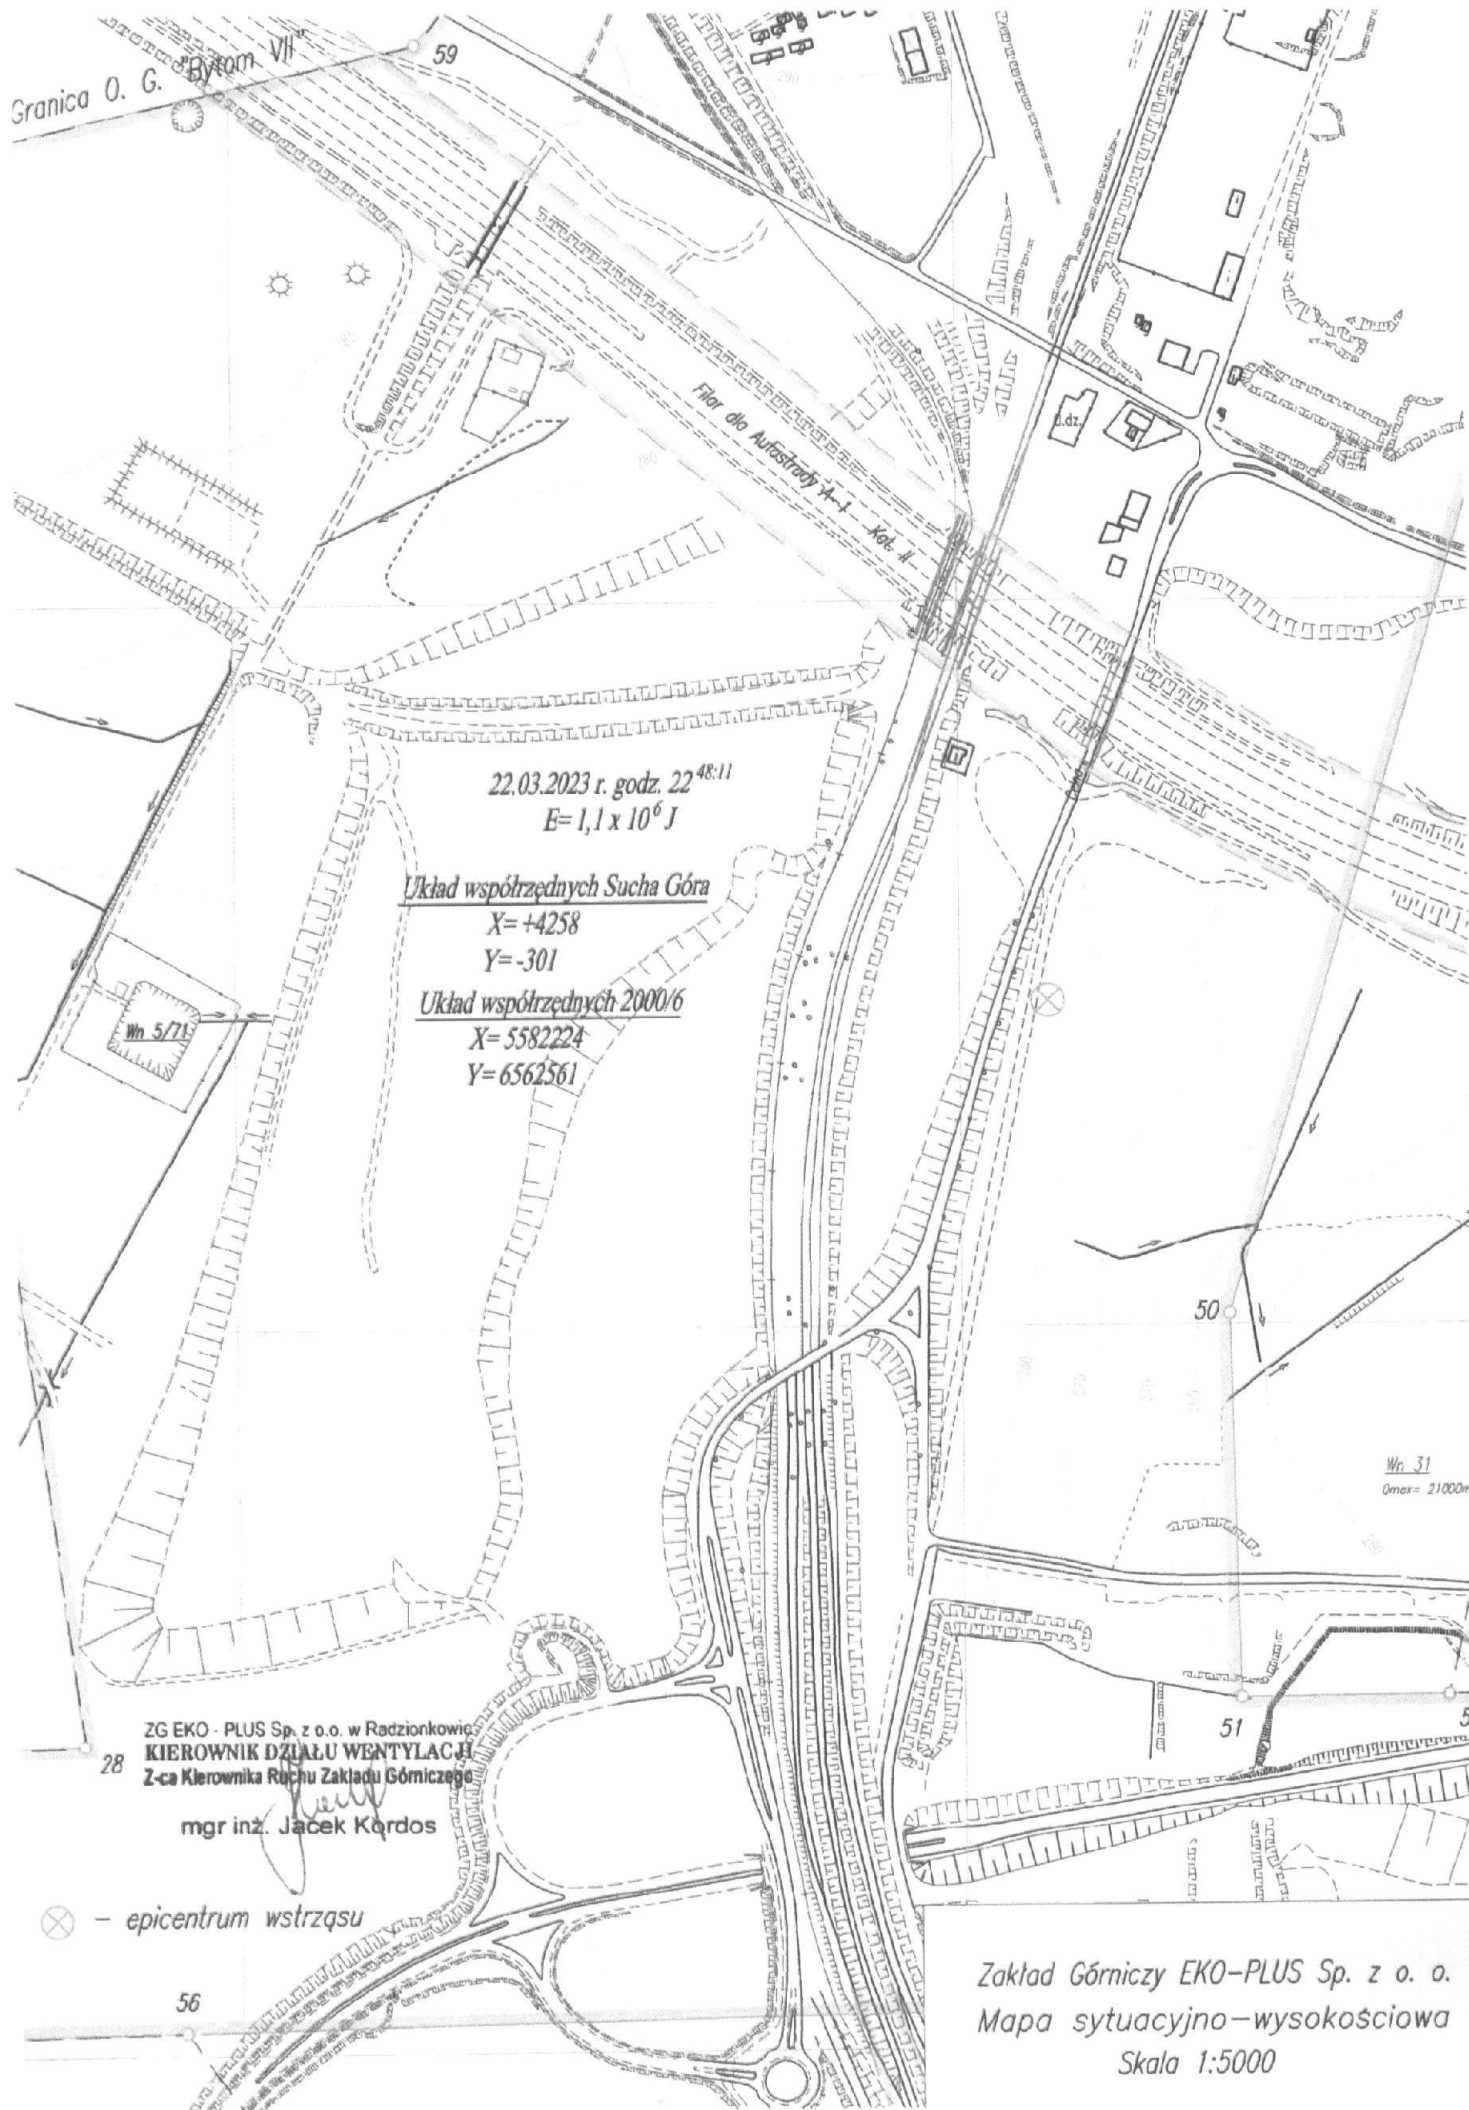 59
Granica O. G. "Bytom VII"
Filar dla Autostrady A-1 Kat. II
d.dz.
22.03.2023 r. godz. 22 48:11
E= 1,1 x 10⁶ J
Układ współrzędnych Sucha Góra
X= +4258
Y= -301
Układ współrzędnych 2000/6
X= 5582224
Y= 6562561
Wn 5/71
50
Wn 31
Qmax= 21000m
51
5
28
ZG EKO - PLUS Sp. z o.o. w Radzionkowie
KIEROWNIK DZIAŁU WENTYLACJI
Z-ca Kierownika Ruchu Zakładu Górniczego
mgr inż. Jacek Kordos
– epicentrum wstrząsu
56
Zakład Górniczy EKO-PLUS Sp. z o. o.
Mapa sytuacyjno-wysokościowa
Skala 1:5000